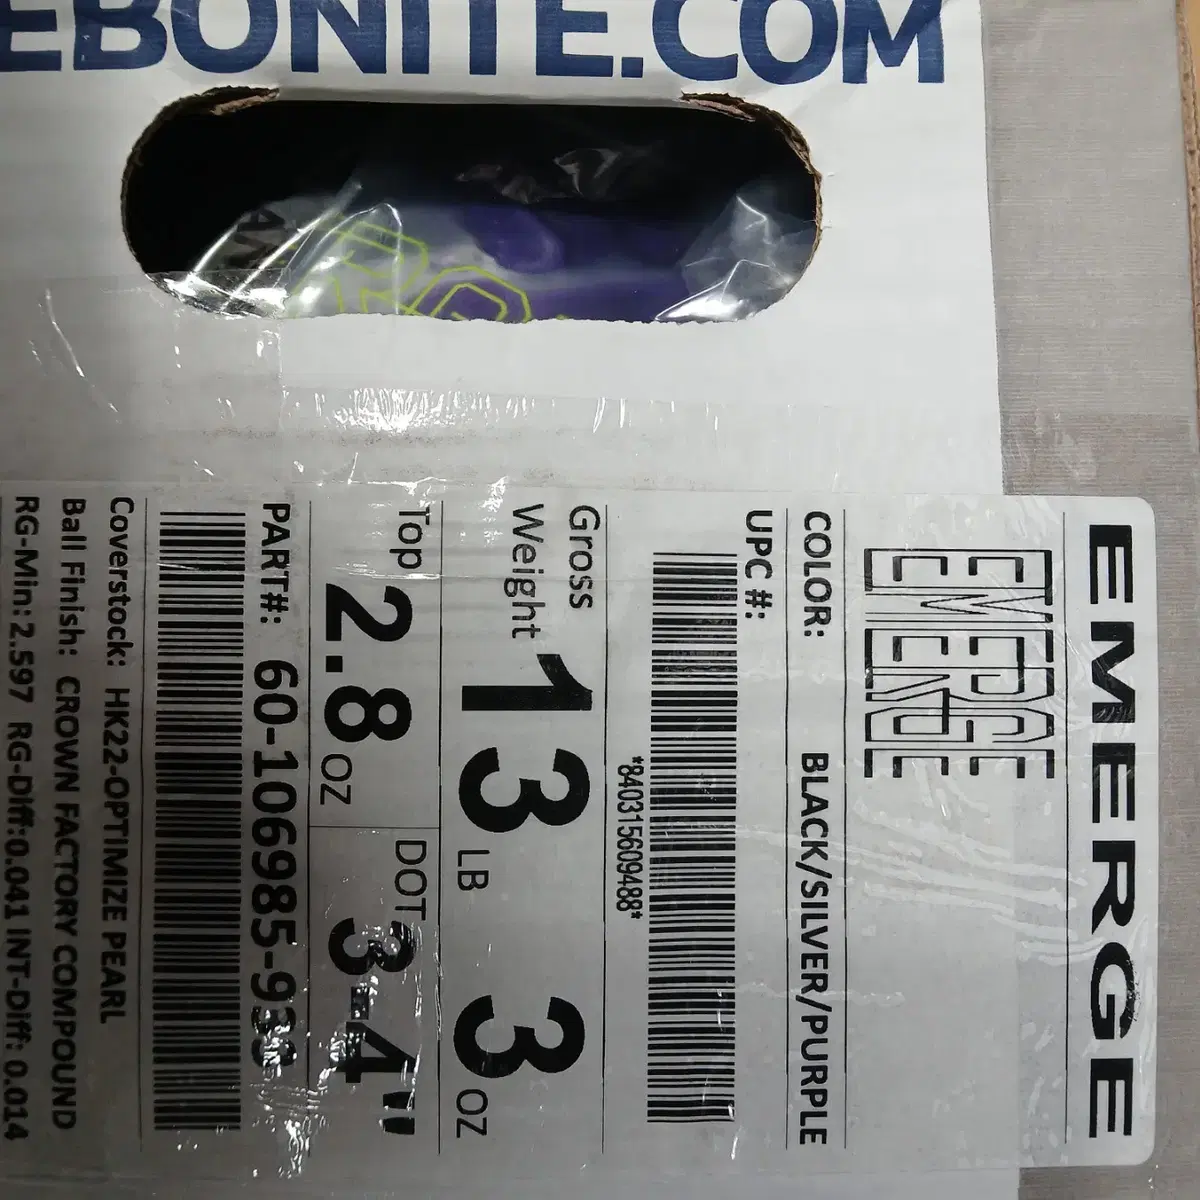 EBONITE.COM
EMERGE
EMERGE
EMERGE
COLOR: BLACK/SILVER/PURPLE
UPC #:
*840315609488*
Gross Weight 13 LB 3 OZ
Top 2.8 OZ DOT 3-4"
PART#: 60-106985-93
Coverstock: HK22-OPTIMIZE PEARL
Ball Finish: CROWN FACTORY COMPOUND
RG-Min: 2.597 RG-Diff:0.041 INT-Diff: 0.014